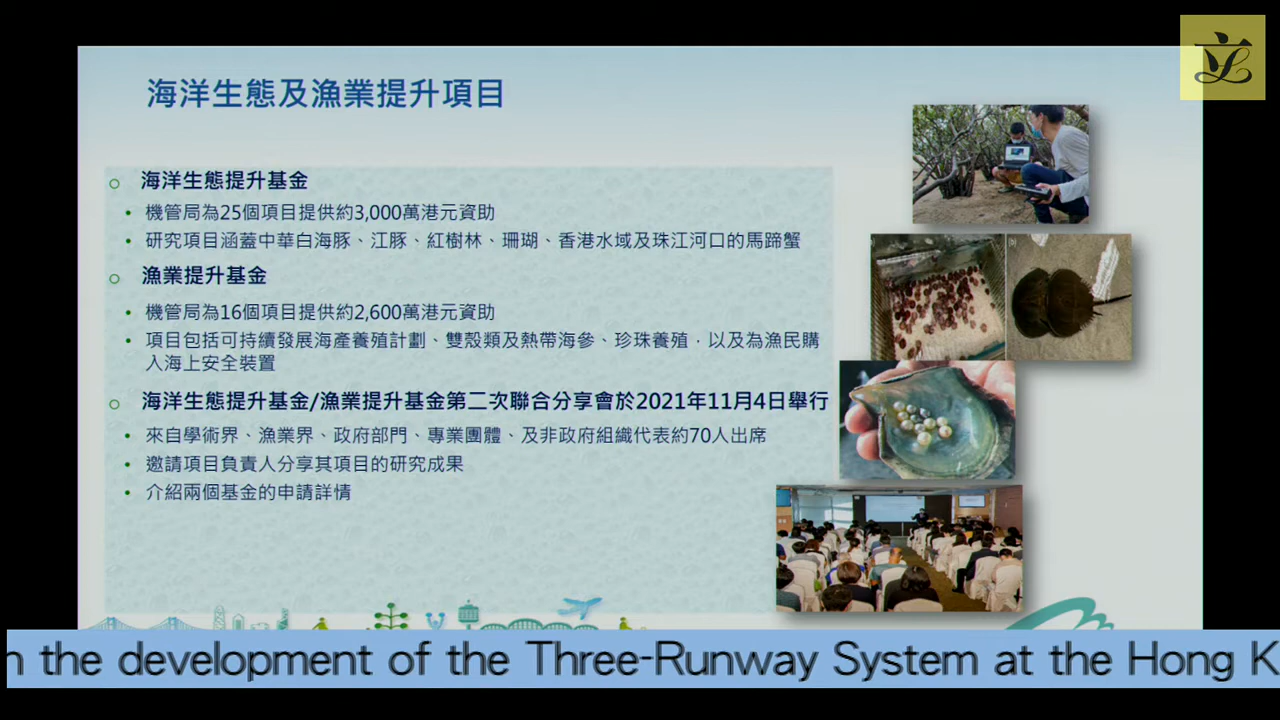 海洋生態及漁業提升項目
海洋生態提升基金
機管局為25個項目提供約3,000萬港元資助
研究項目涵蓋中華白海豚、江豚、紅樹林、珊瑚、香港水域及珠江河口的馬蹄蟹
漁業提升基金
機管局為16個項目提供約2,600萬港元資助
項目包括可持續發展海產養殖計劃、雙殼類及熱帶海參、珍珠養殖，以及為漁民購
入海上安全裝置
海洋生態提升基金/漁業提升基金第二次聯合分享會於2021年11月4日舉行
來自學術界、漁業界、政府部門、專業團體、及非政府組織代表約70人出席
邀請項目負責人分享其項目的研究成果
介紹兩個基金的申請詳情
(b)
the development of the Three-Runway System at the Hong K